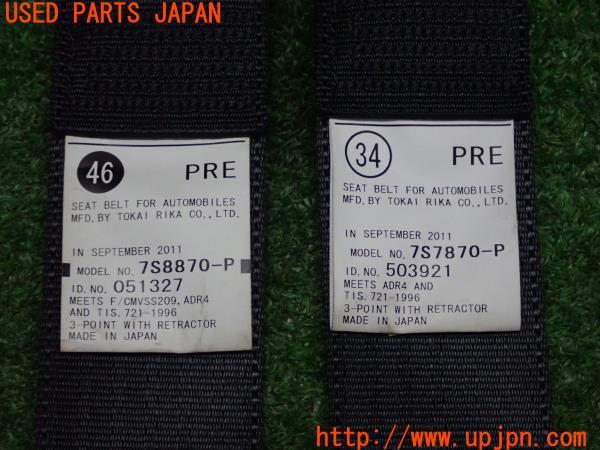 USED PARTS JAPAN
46 PRE
SEAT BELT FOR AUTOMOBILES
MFD. BY TOKAI RIKA CO., LTD.
IN SEPTEMBER 2011
MODEL NO. 7S8870-P
ID. NO. 051327
MEETS F/CMVSS209, ADR4
AND T.I.S. 721-1996
3-POINT WITH RETRACTOR
MADE IN JAPAN
34 PRE
SEAT BELT FOR AUTOMOBILES
MFD. BY TOKAI RIKA CO., LTD.
IN SEPTEMBER 2011
MODEL NO. 7S7870-P
ID. NO. 503921
MEETS ADR4 AND
T.I.S. 721-1996
3-POINT WITH RETRACTOR
MADE IN JAPAN
http://www.upjpn.com/